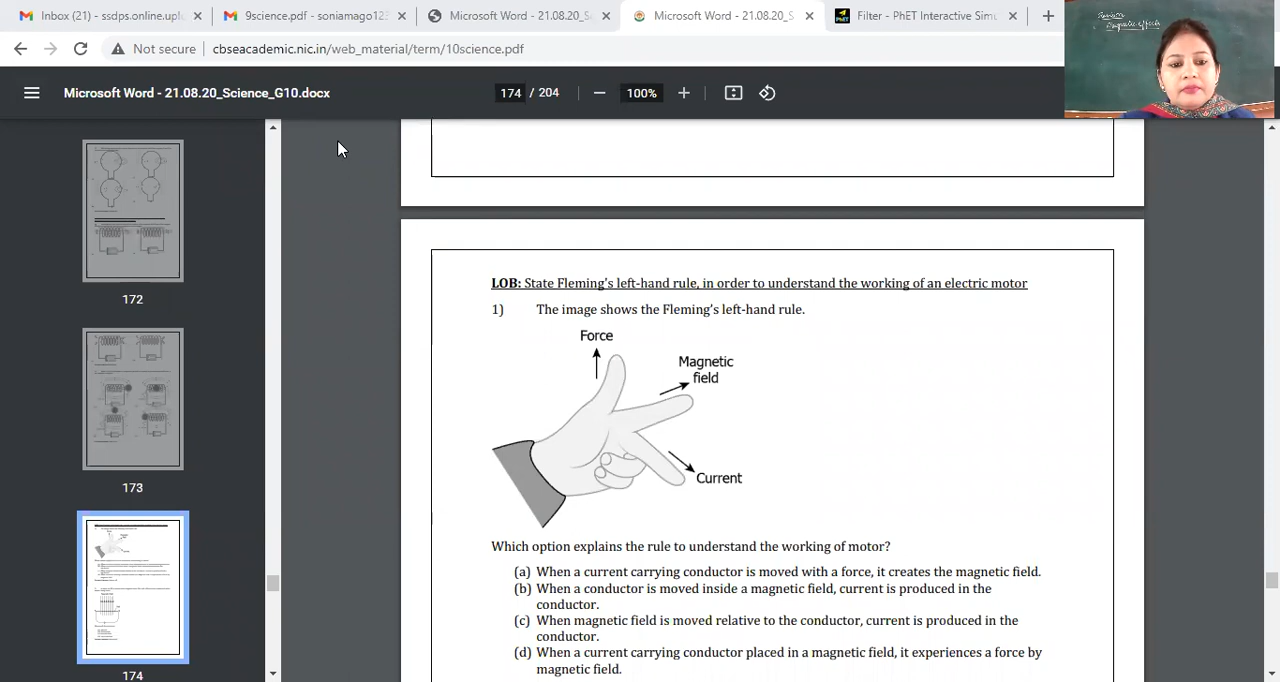 Inbox (21) - ssdps.online.upl
9science.pdf - soniamago123
Microsoft Word - 21.08.20_S
Microsoft Word - 21.08.20_S
Filter - PhET Interactive Simu
Not secure
cbseacademic.nic.in/web_material/term/10science.pdf
Magnetic effects
Microsoft Word - 21.08.20_Science_G10.docx
174 / 204
100%
172
173
174
LOB: State Fleming's left-hand rule, in order to understand the working of an electric motor
1) The image shows the Fleming's left-hand rule.
Force
Magnetic
field
Current
Which option explains the rule to understand the working of motor?
(a) When a current carrying conductor is moved with a force, it creates the magnetic field.
(b) When a conductor is moved inside a magnetic field, current is produced in the
conductor.
(c) When magnetic field is moved relative to the conductor, current is produced in the
conductor.
(d) When a current carrying conductor placed in a magnetic field, it experiences a force by
magnetic field.